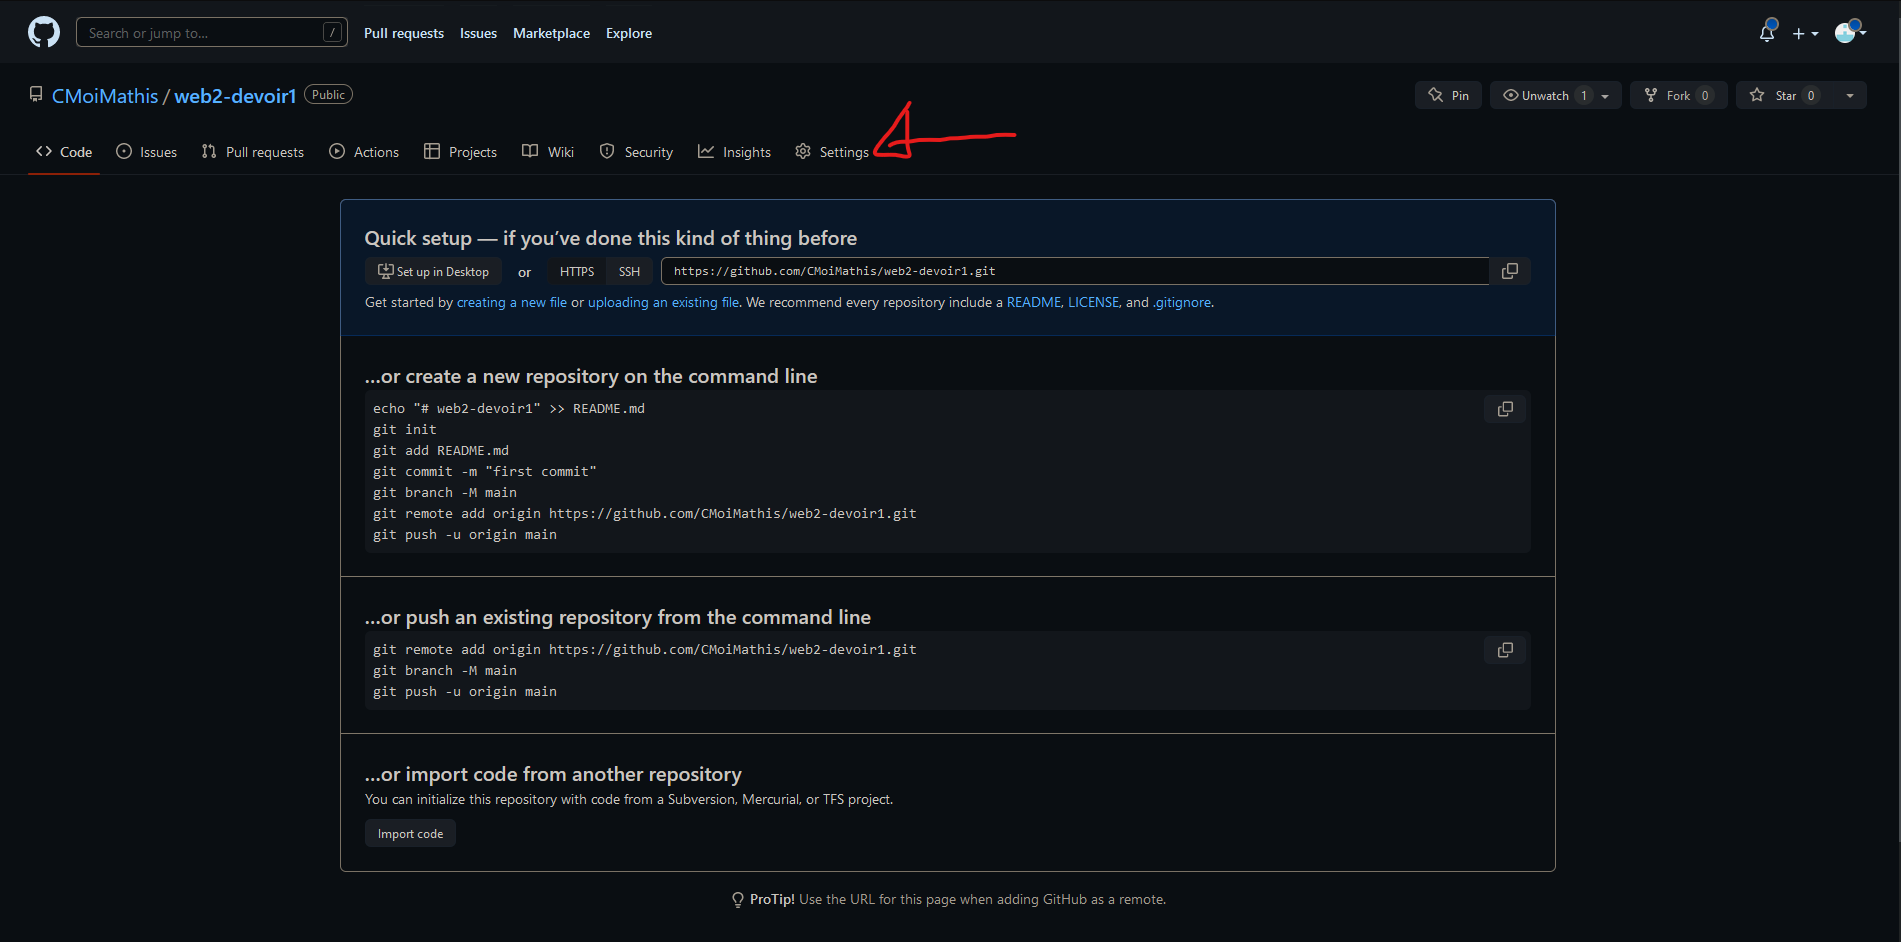 Search or jump to... / Pull requests Issues Marketplace Explore
CMoiMathis / web2-devoir1 Public Pin Unwatch 1 Fork 0 Star 0
Code Issues Pull requests Actions Projects Wiki Security Insights Settings
Quick setup — if you’ve done this kind of thing before
Set up in Desktop or HTTPS SSH https://github.com/CMoiMathis/web2-devoir1.git
Get started by creating a new file or uploading an existing file. We recommend every repository include a README, LICENSE, and .gitignore.
…or create a new repository on the command line
echo "# web2-devoir1" >> README.md
git init
git add README.md
git commit -m "first commit"
git branch -M main
git remote add origin https://github.com/CMoiMathis/web2-devoir1.git
git push -u origin main
…or push an existing repository from the command line
git remote add origin https://github.com/CMoiMathis/web2-devoir1.git
git branch -M main
git push -u origin main
…or import code from another repository
You can initialize this repository with code from a Subversion, Mercurial, or TFS project.
Import code
ProTip! Use the URL for this page when adding GitHub as a remote.